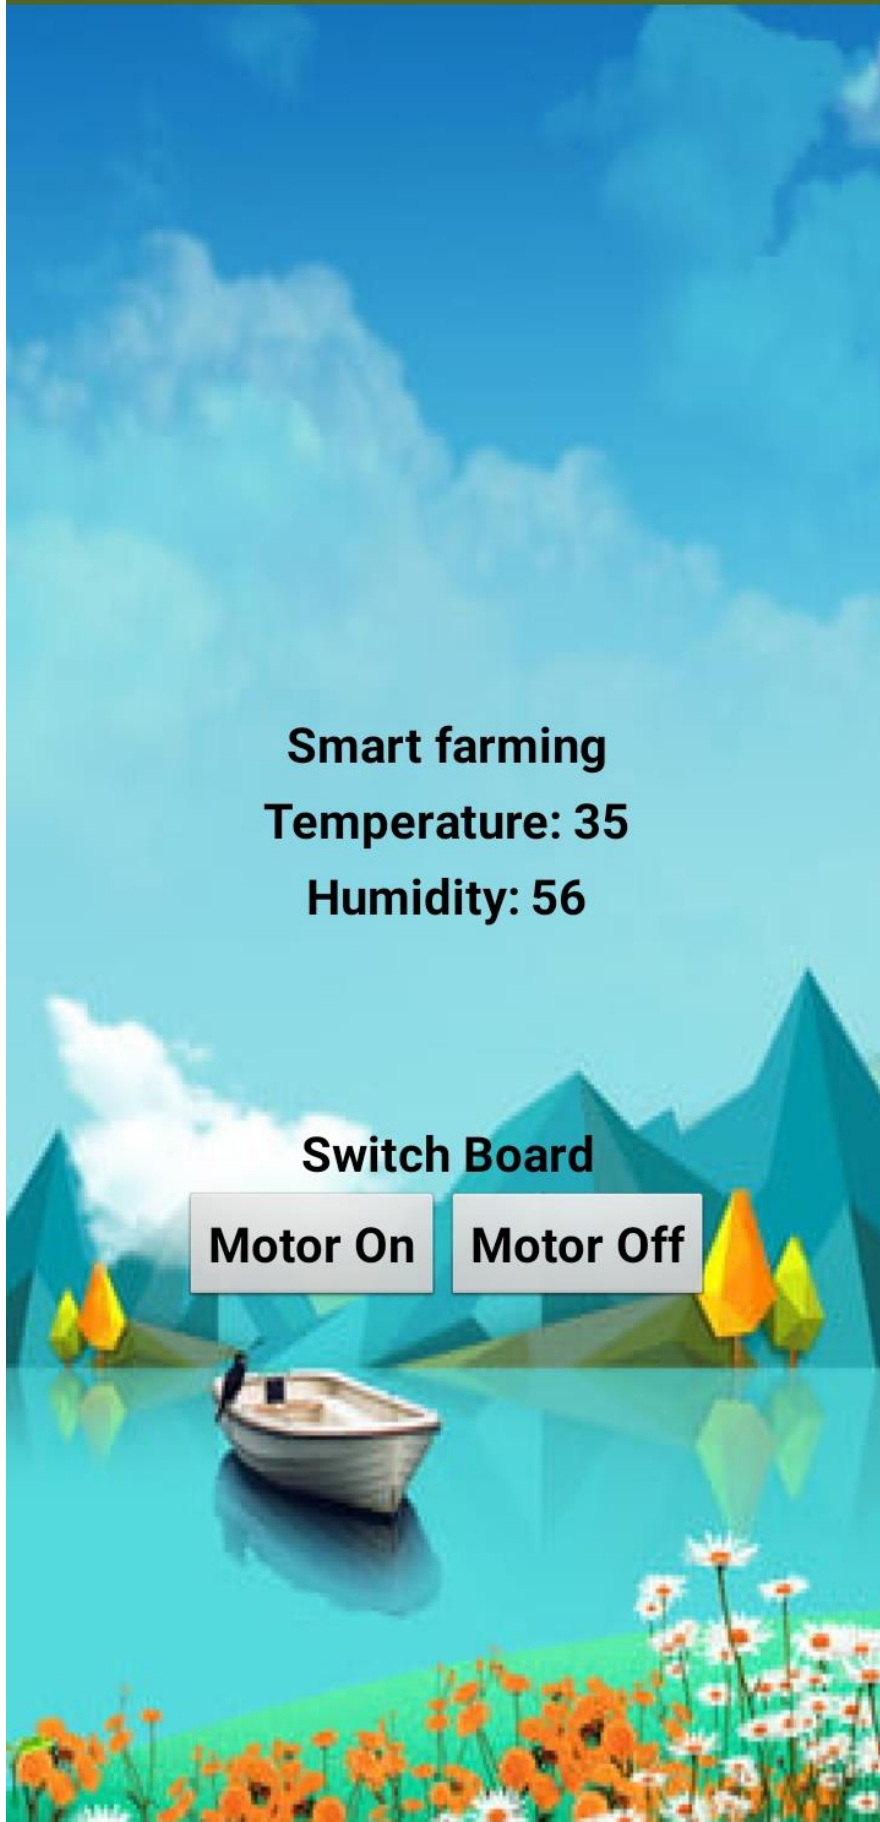 Smart farming
Temperature: 35
Humidity: 56
Switch Board
Motor On Motor Off